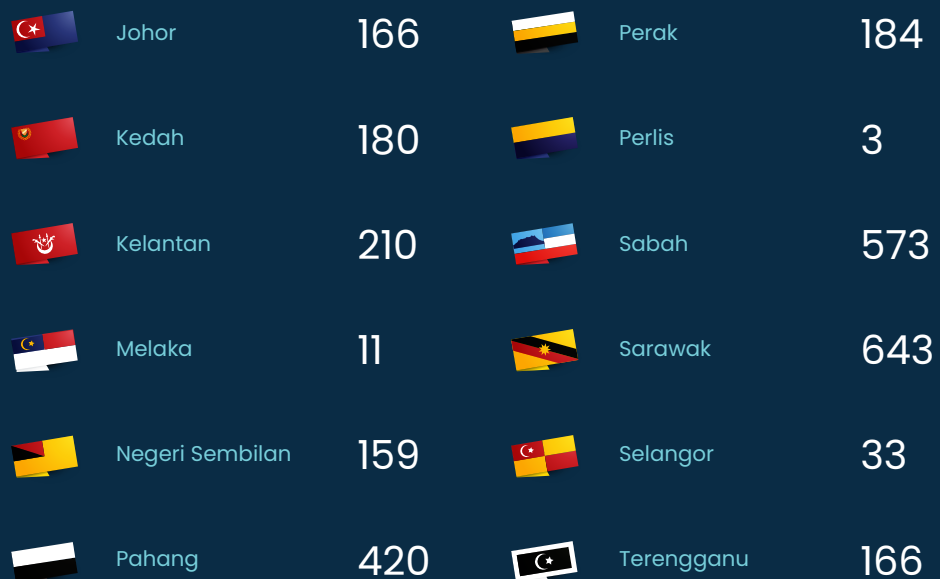 Johor 166 Perak 184
Kedah 180 Perlis 3
Kelantan 210 Sabah 573
Melaka 11 Sarawak 643
Negeri Sembilan 159 Selangor 33
Pahang 420 Terengganu 166